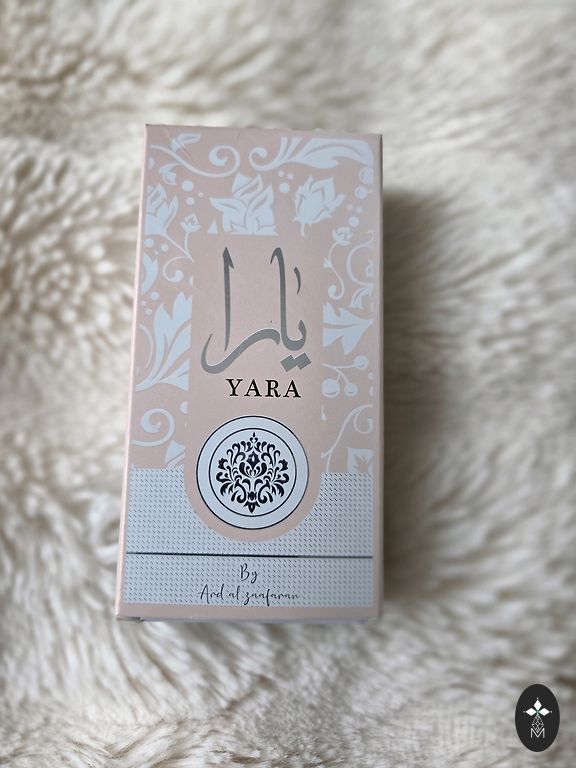 يارا
YARA
By
Ard al zaafaran
M